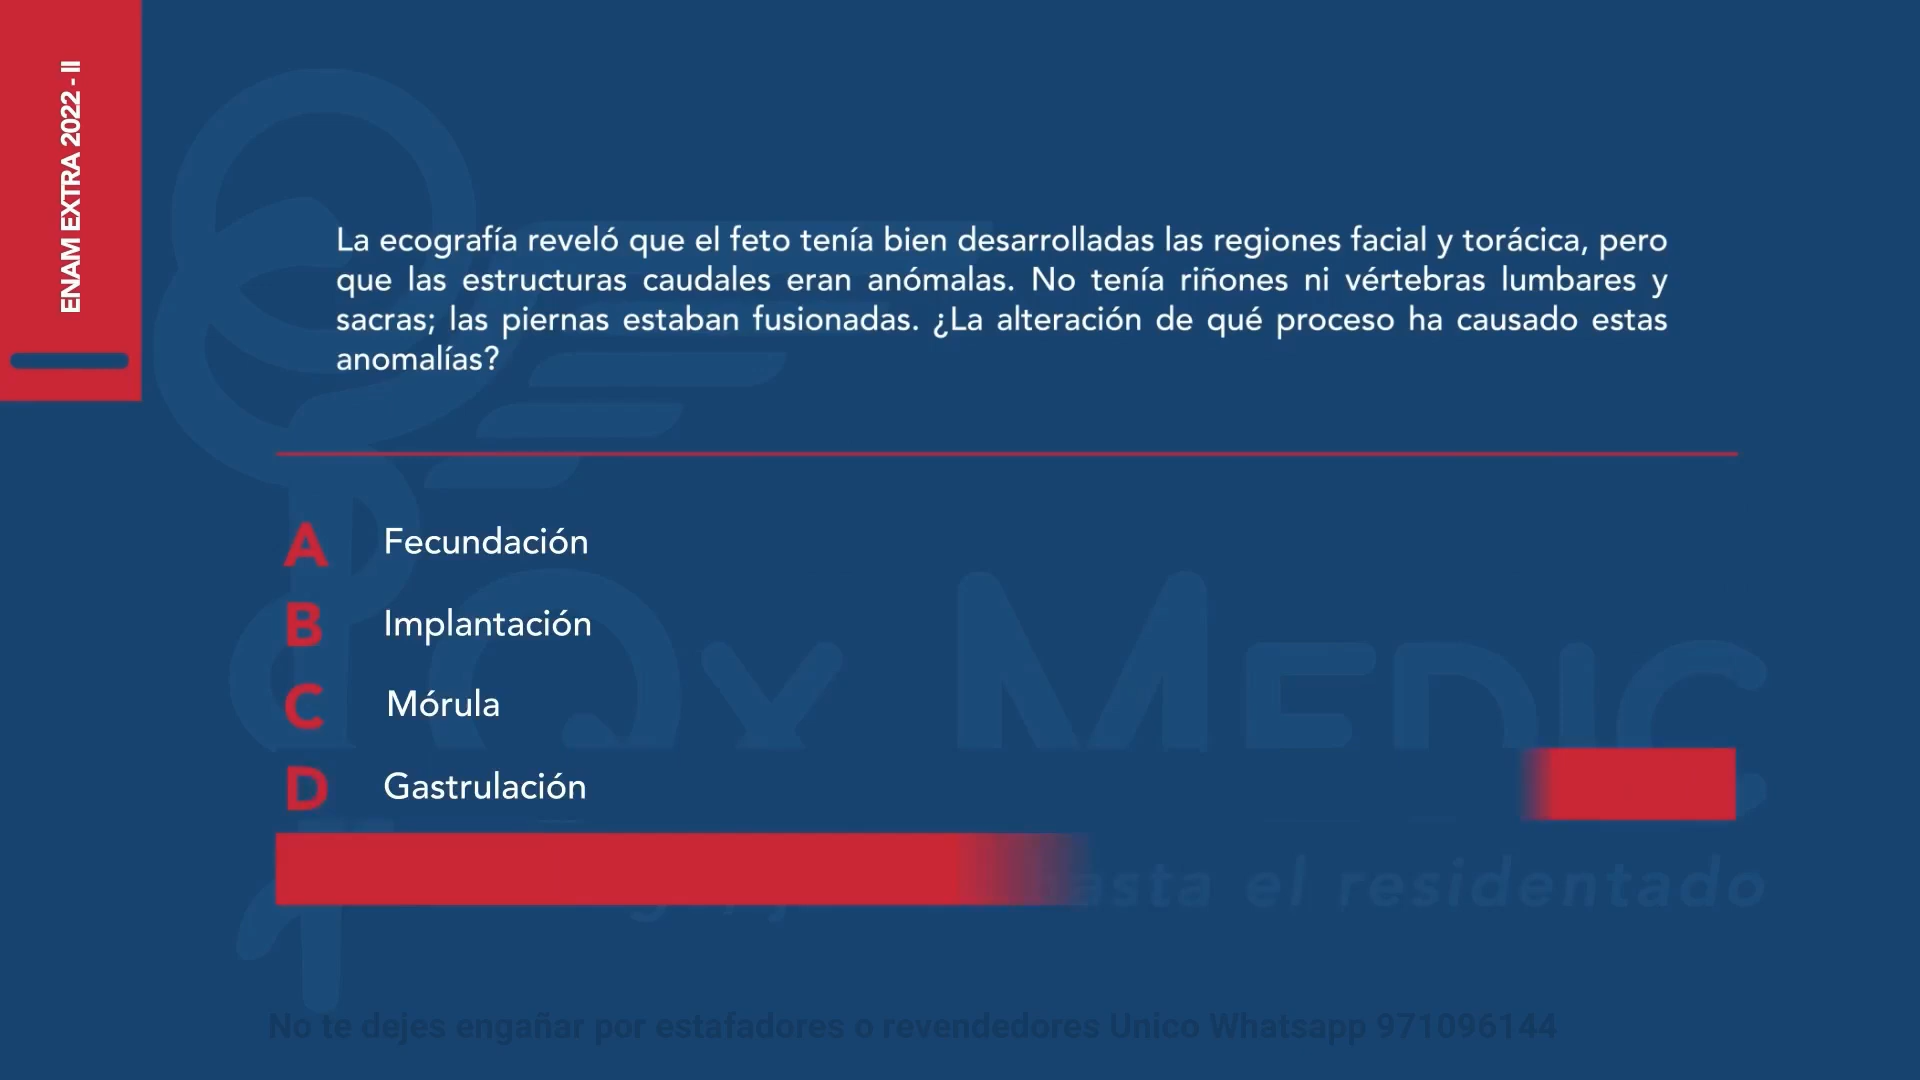 ENAM EXTRA 2022 - II
La ecografía reveló que el feto tenía bien desarrolladas las regiones facial y torácica, pero
que las estructuras caudales eran anómalas. No tenía riñones ni vértebras lumbares y
sacras; las piernas estaban fusionadas. ¿La alteración de qué proceso ha causado estas
anomalías?
A Fecundación
B Implantación
C Mórula
D Gastrulación
Qx MEDIC
hasta el residentado
No te dejes engañar por estafadores o revendedores Unico Whatsapp 971096144